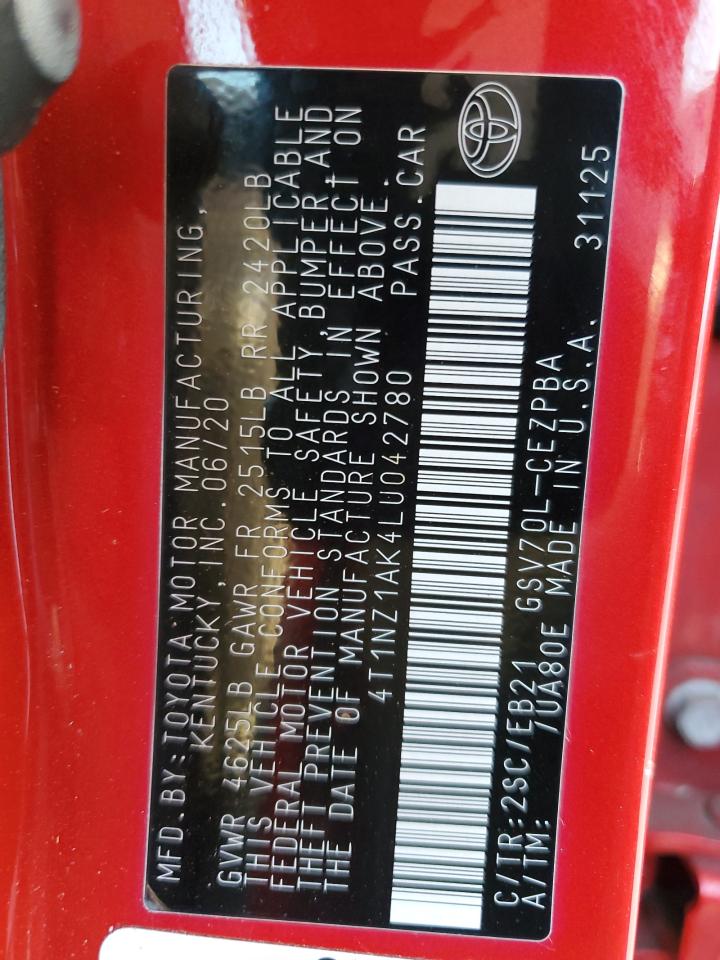 MFD.BY:TOYOTA MOTOR MANUFACTURING,
KENTUCKY,INC. 06/20
GVWR 4625LB GAWR FR 2515LB RR 2420LB
THIS VEHICLE CONFORMS TO ALL APPLICABLE
FEDERAL MOTOR VEHICLE SAFETY,BUMPER,AND
THEFT PREVENTION STANDARDS IN EFFECT ON
THE DATE OF MANUFACTURE SHOWN ABOVE.
4T1NZ1AK4LU042780 PASS.CAR
C/TR:2SC/EB21 GSV70L-CEZPBA
A/TM: /UA80E MADE IN U.S.A. 31125